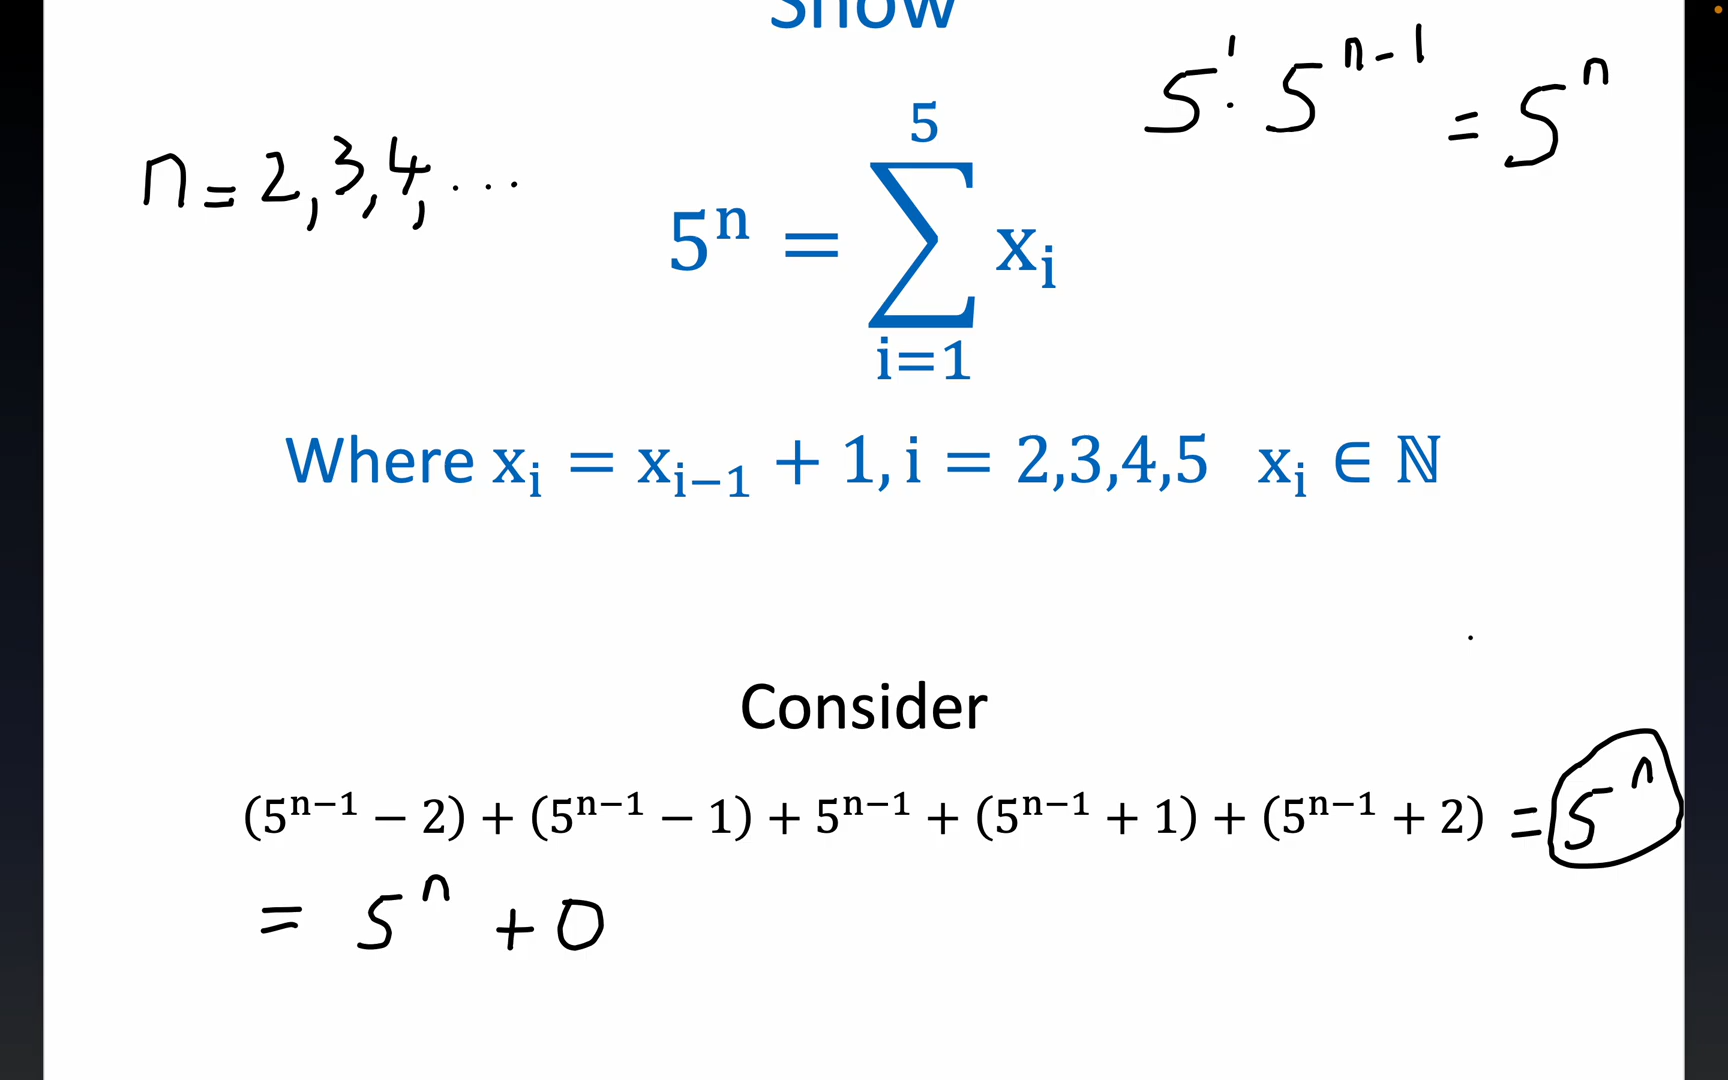 Show
5¹ · 5ⁿ⁻¹ = 5ⁿ
n = 2, 3, 4, ...
5ⁿ = ∑_{i=1}^{5} xᵢ
Where xᵢ = xᵢ₋₁ + 1, i = 2,3,4,5 xᵢ ∈ ℕ
Consider
(5ⁿ⁻¹ − 2) + (5ⁿ⁻¹ − 1) + 5ⁿ⁻¹ + (5ⁿ⁻¹ + 1) + (5ⁿ⁻¹ + 2) = 5ⁿ
= 5ⁿ + 0